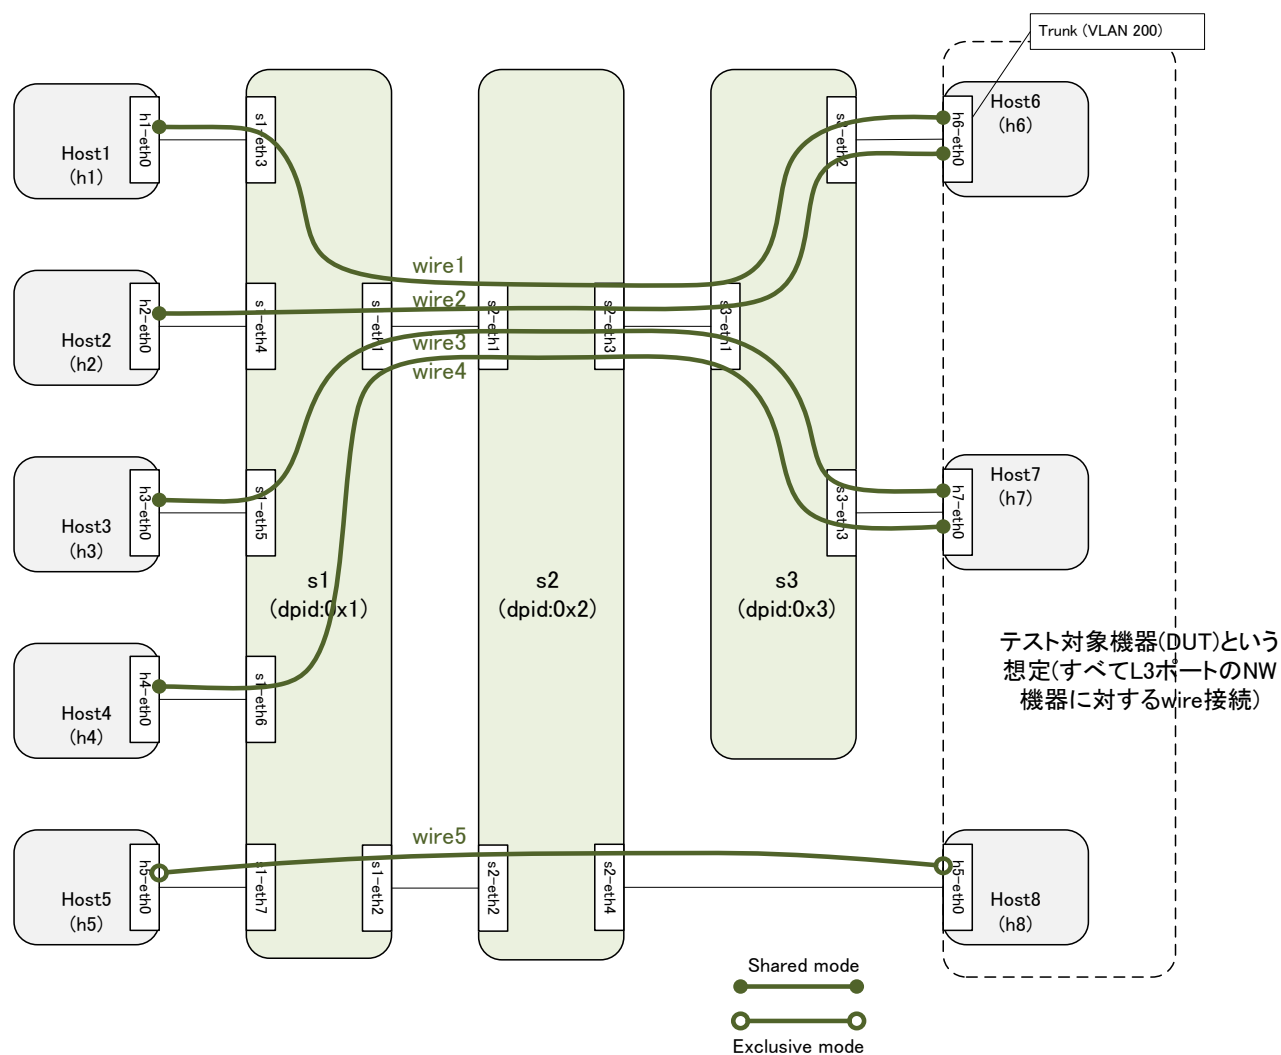 Trunk (VLAN 200)
Host1
(h1)
h1-eth0
s1-eth3
s3-eth2
h6-eth0
Host6
(h6)
wire1
Host2
(h2)
h2-eth0
s1-eth4
s1-eth1
wire2
s2-eth1
s2-eth3
s3-eth1
wire3
wire4
Host3
(h3)
h3-eth0
s1-eth5
s3-eth3
h7-eth0
Host7
(h7)
s1
(dpid:0x1)
s2
(dpid:0x2)
s3
(dpid:0x3)
テスト対象機器(DUT)という
想定(すべてL3ポートのNW
機器に対するwire接続)
Host4
(h4)
h4-eth0
s1-eth6
wire5
Host5
(h5)
h5-eth0
s1-eth7
s1-eth2
s2-eth2
s2-eth4
h5-eth0
Host8
(h8)
Shared mode
Exclusive mode